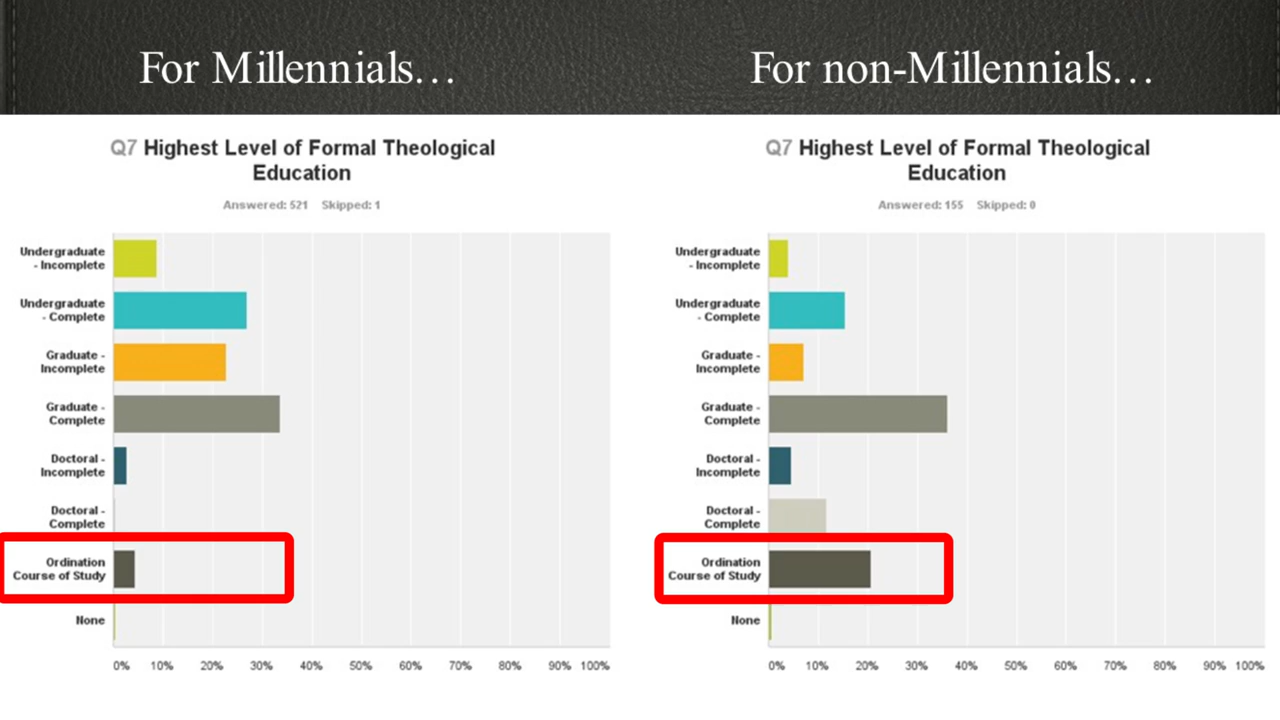 For Millennials…
For non-Millennials…
Q7 Highest Level of Formal Theological
Education
Answered: 521 Skipped: 1
Undergraduate
- Incomplete
Undergraduate
- Complete
Graduate -
Incomplete
Graduate -
Complete
Doctoral -
Incomplete
Doctoral -
Complete
Ordination
Course of Study
None
0% 10% 20% 30% 40% 50% 60% 70% 80% 90% 100%
Q7 Highest Level of Formal Theological
Education
Answered: 155 Skipped: 0
Undergraduate
- Incomplete
Undergraduate
- Complete
Graduate -
Incomplete
Graduate -
Complete
Doctoral -
Incomplete
Doctoral -
Complete
Ordination
Course of Study
None
0% 10% 20% 30% 40% 50% 60% 70% 80% 90% 100%